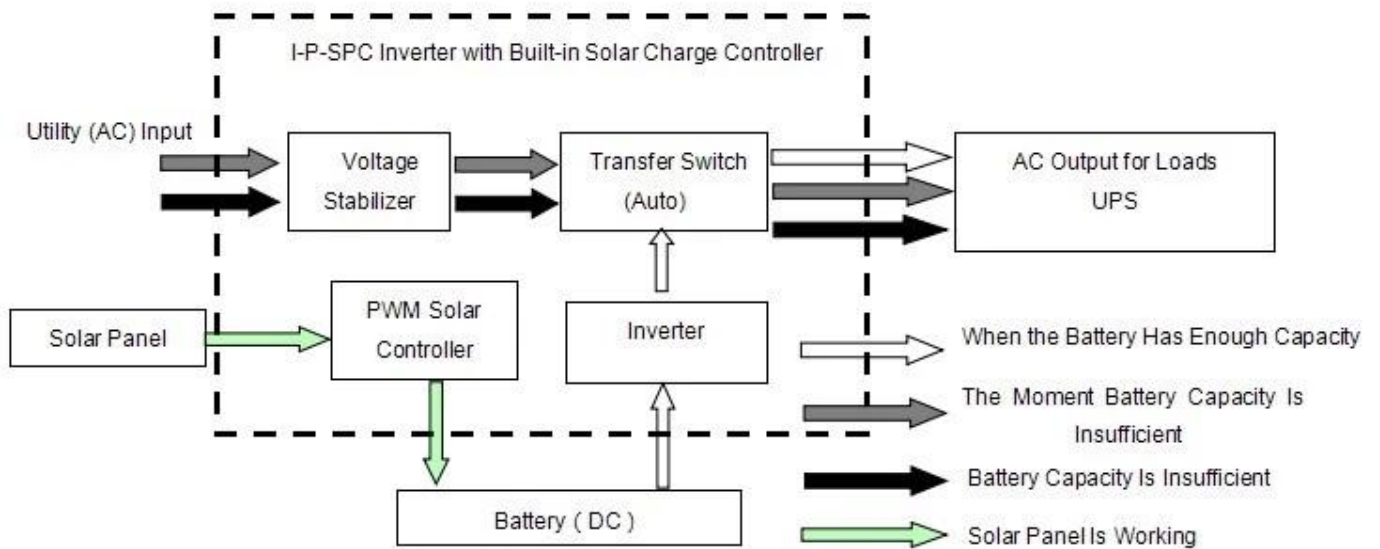 I-P-SPC Inverter with Built-in Solar Charge Controller
Utility (AC) Input
Voltage
Stabilizer
Transfer Switch
(Auto)
AC Output for Loads
UPS
Solar Panel
PWM Solar
Controller
Inverter
Battery ( DC )
When the Battery Has Enough Capacity
The Moment Battery Capacity Is
Insufficient
Battery Capacity Is Insufficient
Solar Panel Is Working